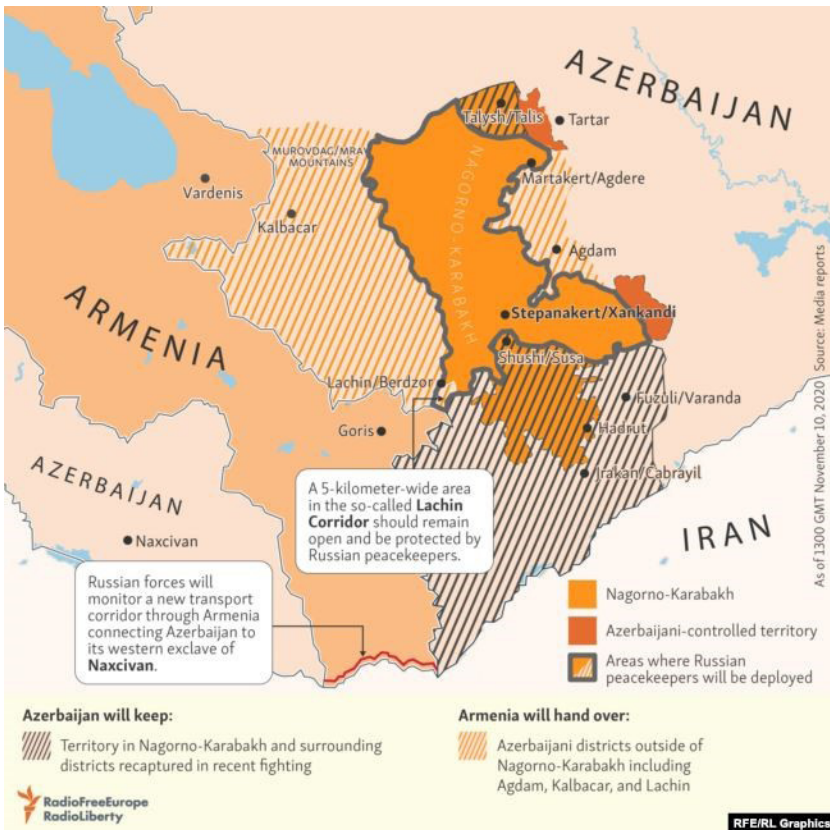 AZERBAIJAN
Talysh/Talis
Tartar
MUROVDAG/MRAV
MOUNTAINS
Martakert/Agdere
Vardenis
Kalbacar
NAGORNO-KARABAKH
Agdam
ARMENIA
Stepanakert/Xankandi
Shushi/Susa
Lachin/Berdzor
Fuzuli/Varanda
Goris
Hadrut
Jrakan/Cabrayil
AZERBAIJAN
Naxcivan
IRAN
A 5-kilometer-wide area
in the so-called Lachin
Corridor should remain
open and be protected by
Russian peacekeepers.
Russian forces will
monitor a new transport
corridor through Armenia
connecting Azerbaijan to
its western exclave of
Naxcivan.
Nagorno-Karabakh
Azerbaijani-controlled territory
Areas where Russian
peacekeepers will be deployed
As of 1300 GMT November 10, 2020 | Source: Media reports
Azerbaijan will keep:
Territory in Nagorno-Karabakh and surrounding
districts recaptured in recent fighting
Armenia will hand over:
Azerbaijani districts outside of
Nagorno-Karabakh including
Agdam, Kalbacar, and Lachin
RadioFreeEurope
RadioLiberty
RFE/RL Graphics